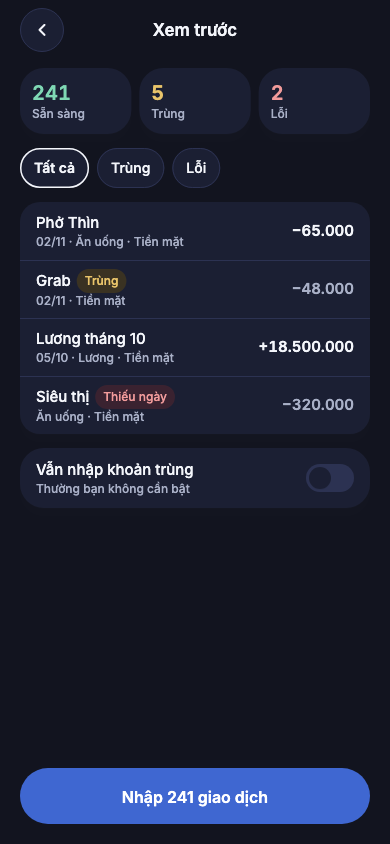 Xem trước
241
Sẵn sàng
5
Trùng
2
Lỗi
Tất cả
Trùng
Lỗi
Phở Thìn
02/11 · Ăn uống · Tiền mặt
−65.000
Grab Trùng
02/11 · Tiền mặt
−48.000
Lương tháng 10
05/10 · Lương · Tiền mặt
+18.500.000
Siêu thị Thiếu ngày
Ăn uống · Tiền mặt
−320.000
Vẫn nhập khoản trùng
Thường bạn không cần bật
Nhập 241 giao dịch